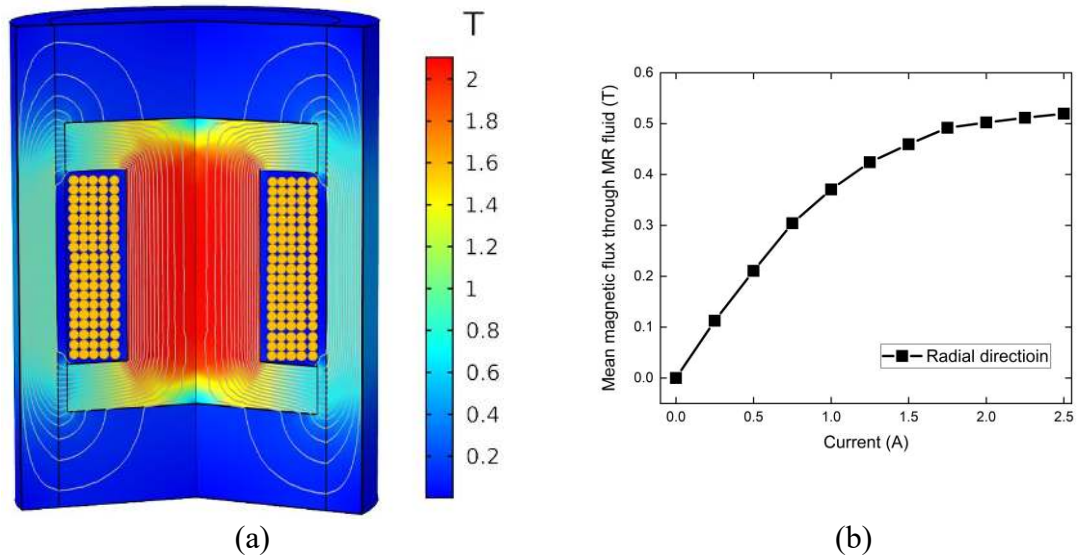 T
2
1.8
1.6
1.4
1.2
1
0.8
0.6
0.4
0.2
(a)
Mean magnetic flux through MR fluid (T)
0.6
0.5
0.4
0.3
0.2
0.1
0.0
Radial directioin
0.0 0.5 1.0 1.5 2.0 2.5
Current (A)
(b)